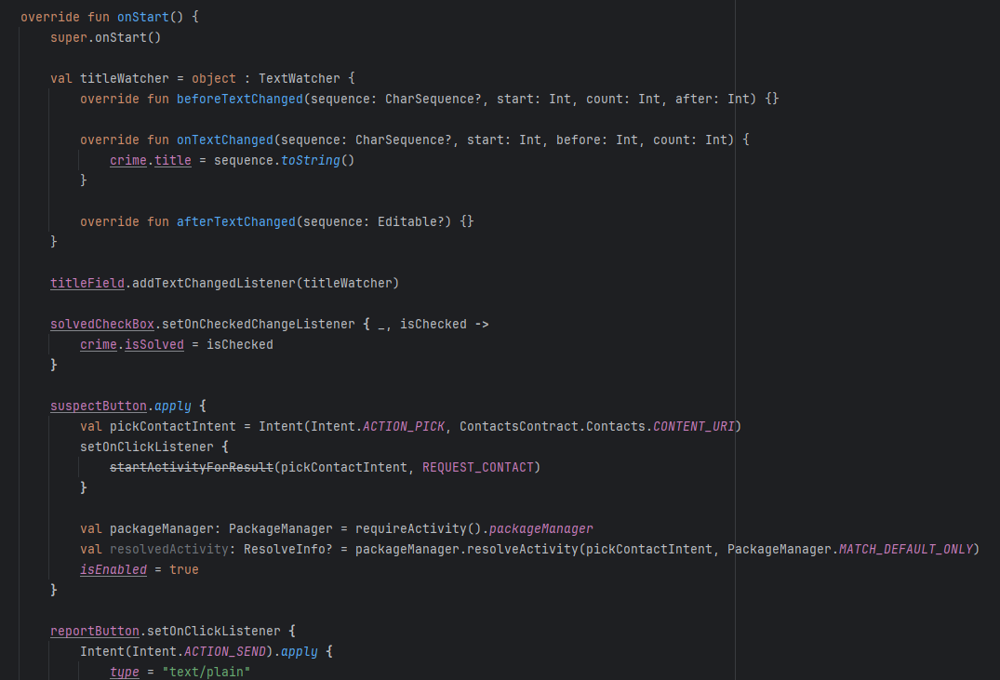 override fun onStart() {
super.onStart()
val titleWatcher = object : TextWatcher {
override fun beforeTextChanged(sequence: CharSequence?, start: Int, count: Int, after: Int) {}
override fun onTextChanged(sequence: CharSequence?, start: Int, before: Int, count: Int) {
crime.title = sequence.toString()
}
override fun afterTextChanged(sequence: Editable?) {}
}
titleField.addTextChangedListener(titleWatcher)
solvedCheckBox.setOnCheckedChangeListener { _, isChecked ->
crime.isSolved = isChecked
}
suspectButton.apply {
val pickContactIntent = Intent(Intent.ACTION_PICK, ContactsContract.Contacts.CONTENT_URI)
setOnClickListener {
startActivityForResult(pickContactIntent, REQUEST_CONTACT)
}
val packageManager: PackageManager = requireActivity().packageManager
val resolvedActivity: ResolveInfo? = packageManager.resolveActivity(pickContactIntent, PackageManager.MATCH_DEFAULT_ONLY)
isEnabled = true
}
reportButton.setOnClickListener {
Intent(Intent.ACTION_SEND).apply {
type = "text/plain"